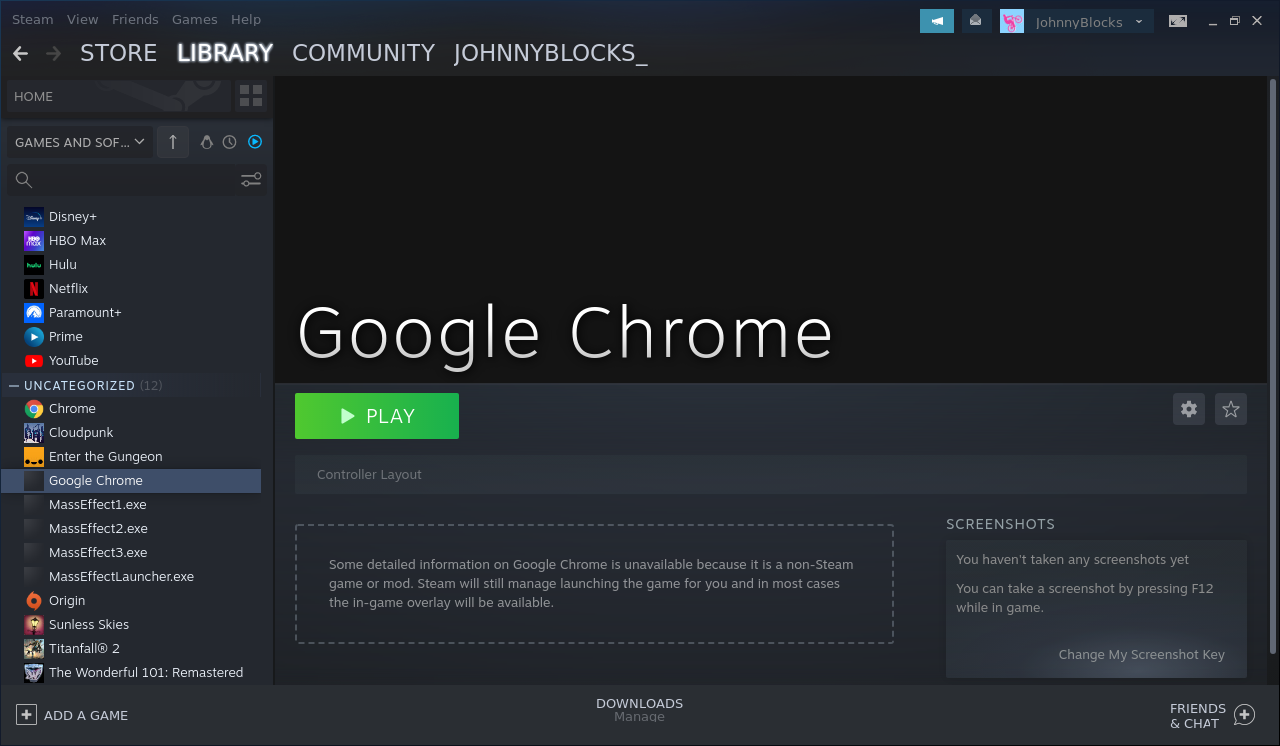 Steam View Friends Games Help
JohnnyBlocks
STORE LIBRARY COMMUNITY JOHNNYBLOCKS_
HOME
GAMES AND SOF...
Disney+
HBO Max
Hulu
Netflix
Paramount+
Prime
YouTube
UNCATEGORIZED (12)
Chrome
Cloudpunk
Enter the Gungeon
Google Chrome
MassEffect1.exe
MassEffect2.exe
MassEffect3.exe
MassEffectLauncher.exe
Origin
Sunless Skies
Titanfall® 2
The Wonderful 101: Remastered
Google Chrome
PLAY
Controller Layout
Some detailed information on Google Chrome is unavailable because it is a non-Steam
game or mod. Steam will still manage launching the game for you and in most cases
the in-game overlay will be available.
SCREENSHOTS
You haven't taken any screenshots yet
You can take a screenshot by pressing F12
while in game.
Change My Screenshot Key
ADD A GAME
DOWNLOADS
Manage
FRIENDS
& CHAT